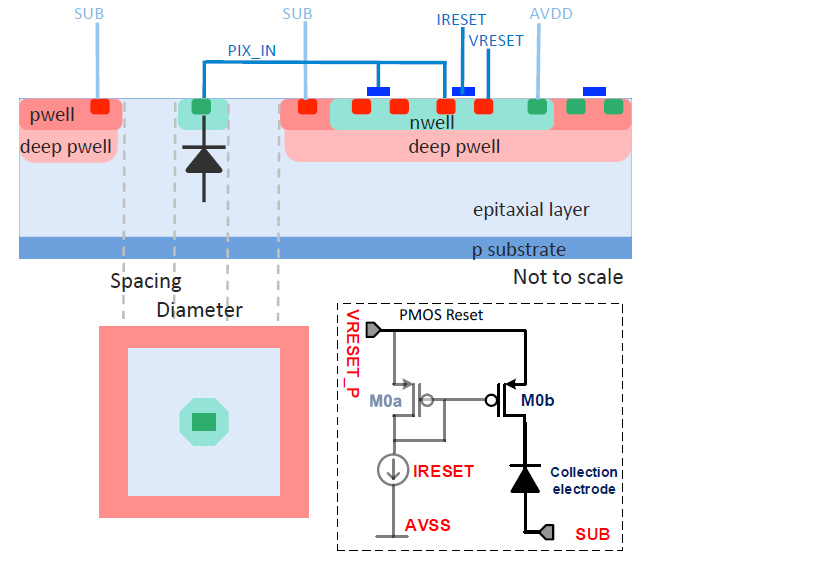 SUB
SUB
IRESET
AVDD
VRESET
PIX_IN
pwell
nwell
deep pwell
deep pwell
epitaxial layer
p substrate
Not to scale
Spacing
Diameter
PMOS Reset
VRESET_P
M0a
M0b
IRESET
Collection
electrode
AVSS
SUB